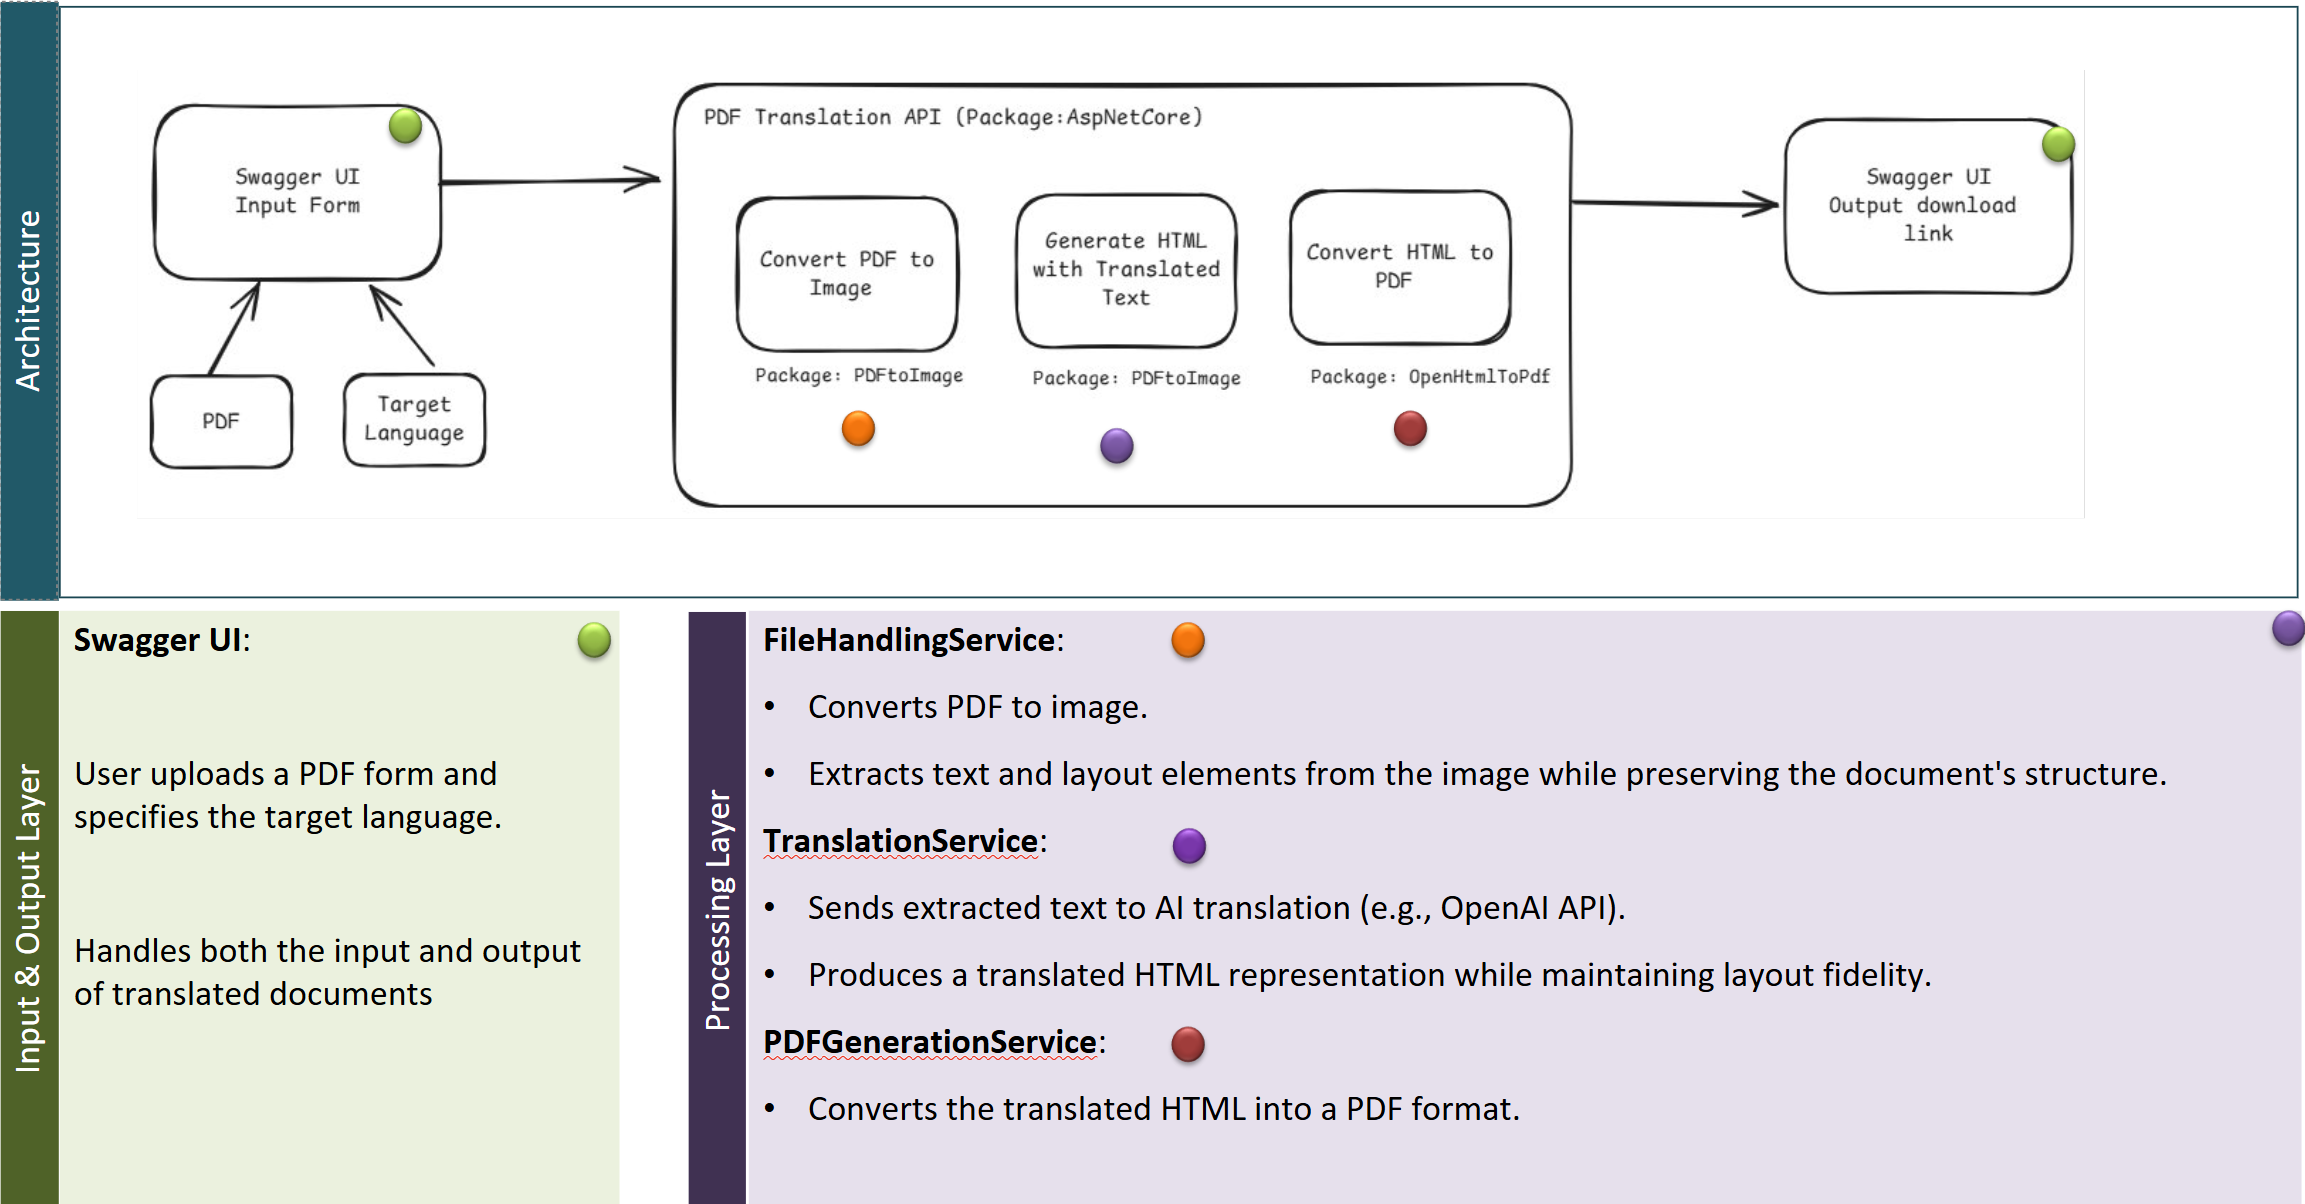 Architecture
Swagger UI
Input Form
PDF
Target
Language
PDF Translation API (Package:AspNetCore)
Convert PDF to
Image
Package: PDFtoImage
Generate HTML
with Translated
Text
Package: PDFtoImage
Convert HTML to
PDF
Package: OpenHtmlToPdf
Swagger UI
Output download
link
Input & Output Layer
Swagger UI:
User uploads a PDF form and
specifies the target language.
Handles both the input and output
of translated documents
Processing Layer
FileHandlingService:
• Converts PDF to image.
• Extracts text and layout elements from the image while preserving the document's structure.
TranslationService:
• Sends extracted text to AI translation (e.g., OpenAI API).
• Produces a translated HTML representation while maintaining layout fidelity.
PDFGenerationService:
• Converts the translated HTML into a PDF format.